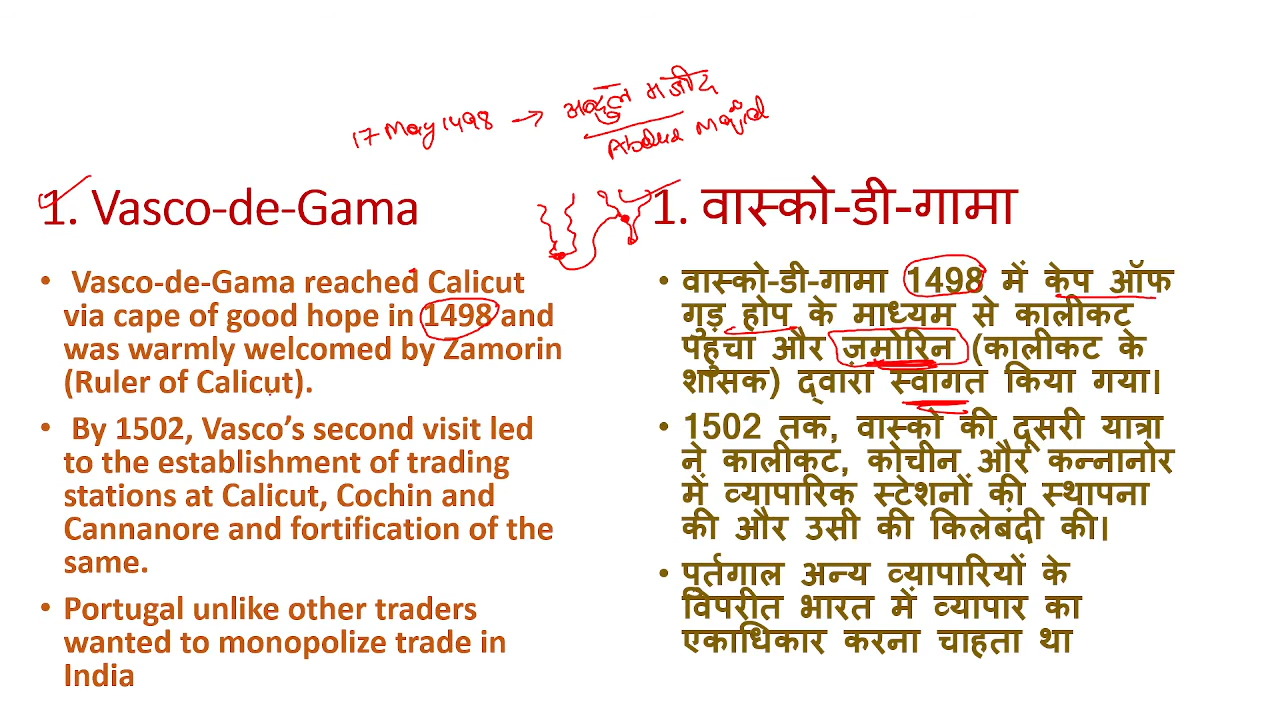 17 May 1498 → अब्दुल मजीद
Abdul Majid
1. Vasco-de-Gama
• Vasco-de-Gama reached Calicut
via cape of good hope in 1498 and
was warmly welcomed by Zamorin
(Ruler of Calicut).
• By 1502, Vasco’s second visit led
to the establishment of trading
stations at Calicut, Cochin and
Cannanore and fortification of the
same.
• Portugal unlike other traders
wanted to monopolize trade in
India
1. वास्को-डी-गामा
• वास्को-डी-गामा 1498 में केप ऑफ
गुड होप के माध्यम से कालीकट
पहुंचा और ज़मोरिन (कालीकट के
शासक) द्वारा स्वागत किया गया।
• 1502 तक, वास्को की दूसरी यात्रा
ने कालीकट, कोचीन और कन्नानोर
में व्यापारिक स्टेशनों की स्थापना
की और उसी की किलेबंदी की।
• पुर्तगाल अन्य व्यापारियों के
विपरीत भारत में व्यापार का
एकाधिकार करना चाहता था